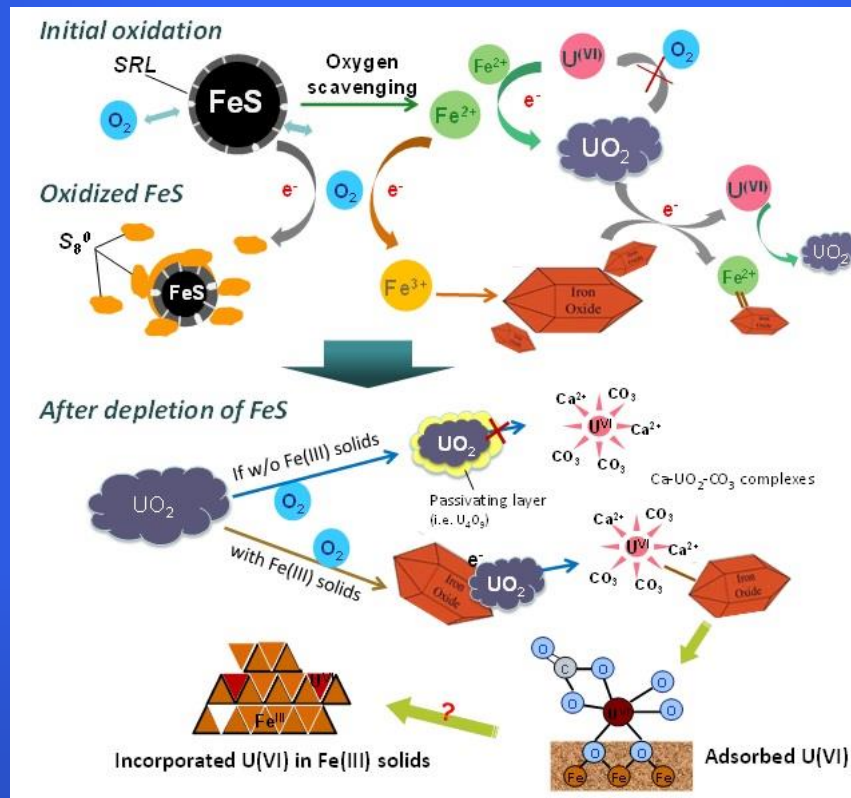 Initial oxidation
SRL
FeS
O₂
Oxygen
scavenging
Fe²⁺
Fe²⁺
U⁽ⱽᴵ⁾
O₂
e⁻
UO₂
Oxidized FeS
e⁻
O₂
e⁻
e⁻
U⁽ⱽᴵ⁾
S₈⁰
FeS
Fe³⁺
Iron
Oxide
Fe²⁺
UO₂
After depletion of FeS
UO₂
If w/o Fe(III) solids
O₂
UO₂
Passivating layer
(i.e. U₄O₉)
Ca²⁺
CO₃
Uⱽᴵ
CO₃
Ca²⁺
CO₃
CO₃
Ca-UO₂-CO₃ complexes
with Fe(III) solids
O₂
e⁻
Iron
Oxide
UO₂
Ca²⁺
CO₃
Uⱽᴵ
Ca²⁺
CO₃
CO₃
CO₃
Iron
Oxide
Feᴵᴵᴵ
?
Incorporated U(VI) in Fe(III) solids
O
C
O
O
O
O
O
O
Fe
Fe
Fe
Adsorbed U(VI)